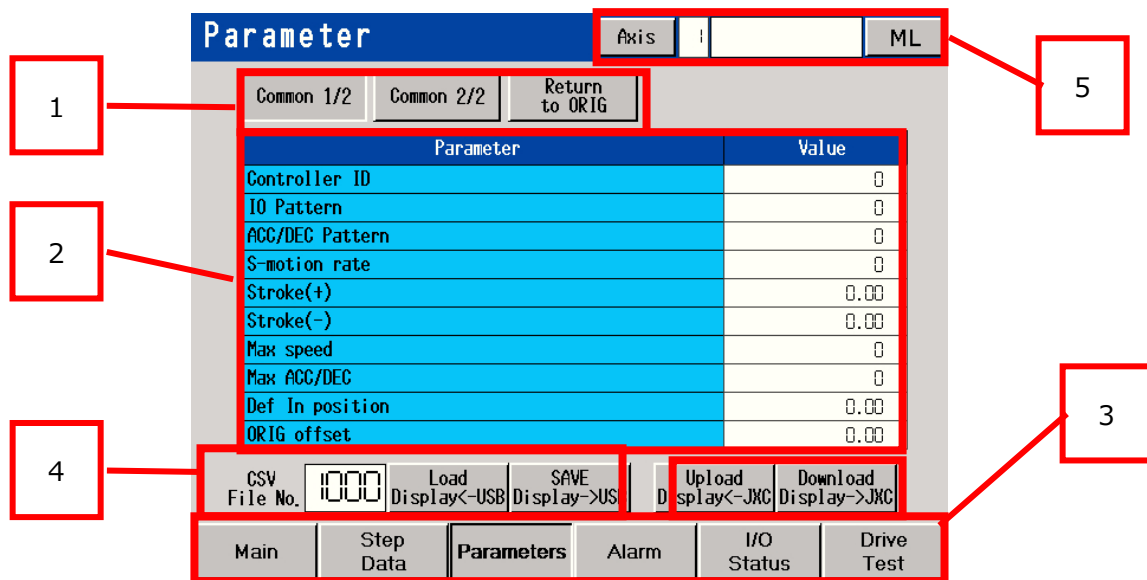 Parameter Axis 1 ML
5
1
Common 1/2 Common 2/2 Return
to ORIG
Parameter Value
Controller ID 0
IO Pattern 0
ACC/DEC Pattern 0
2
S-motion rate 0
Stroke(+) 0.00
Stroke(-) 0.00
Max speed 0
Max ACC/DEC 0
Def In position 0.00
3
ORIG offset 0.00
4
CSV
File No. 1000
Load
Display<-USB
SAVE
Display->USB
Upload
Display<-JXC
Download
Display->JXC
Main
Step
Data
Parameters
Alarm
I/O
Status
Drive
Test